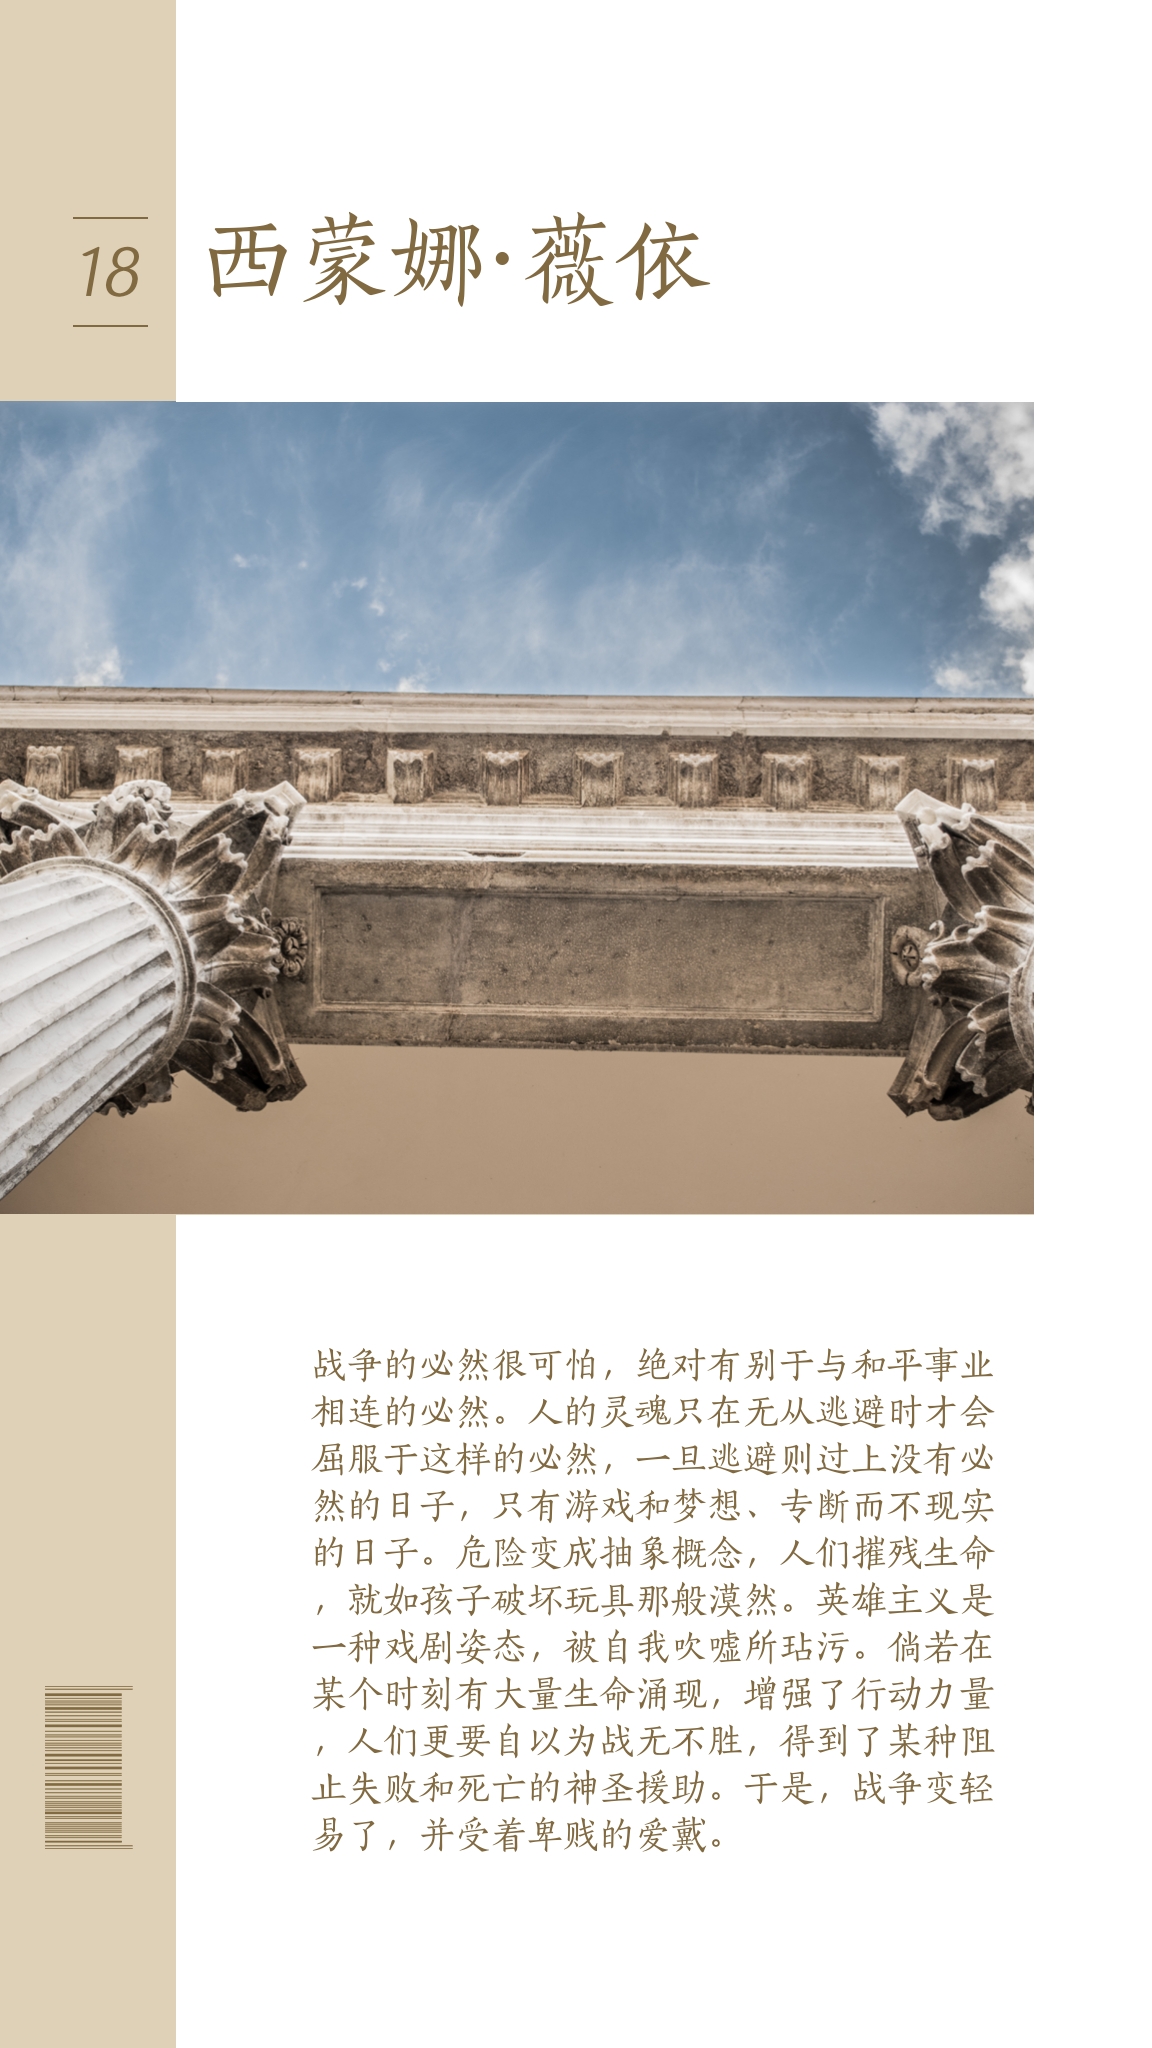 18
西蒙娜·薇依
战争的必然很可怕，绝对有别于与和平事业
相连的必然。人的灵魂只在无从逃避时才会
屈服于这样的必然，一旦逃避则过上没有必
然的日子，只有游戏和梦想、专断而不现实
的日子。危险变成抽象概念，人们摧残生命
，就如孩子破坏玩具那般漠然。英雄主义是
一种戏剧姿态，被自我吹嘘所玷污。倘若在
某个时刻有大量生命涌现，增强了行动力量
，人们更要自以为战无不胜，得到了某种阻
止失败和死亡的神圣援助。于是，战争变轻
易了，并受着卑贱的爱戴。